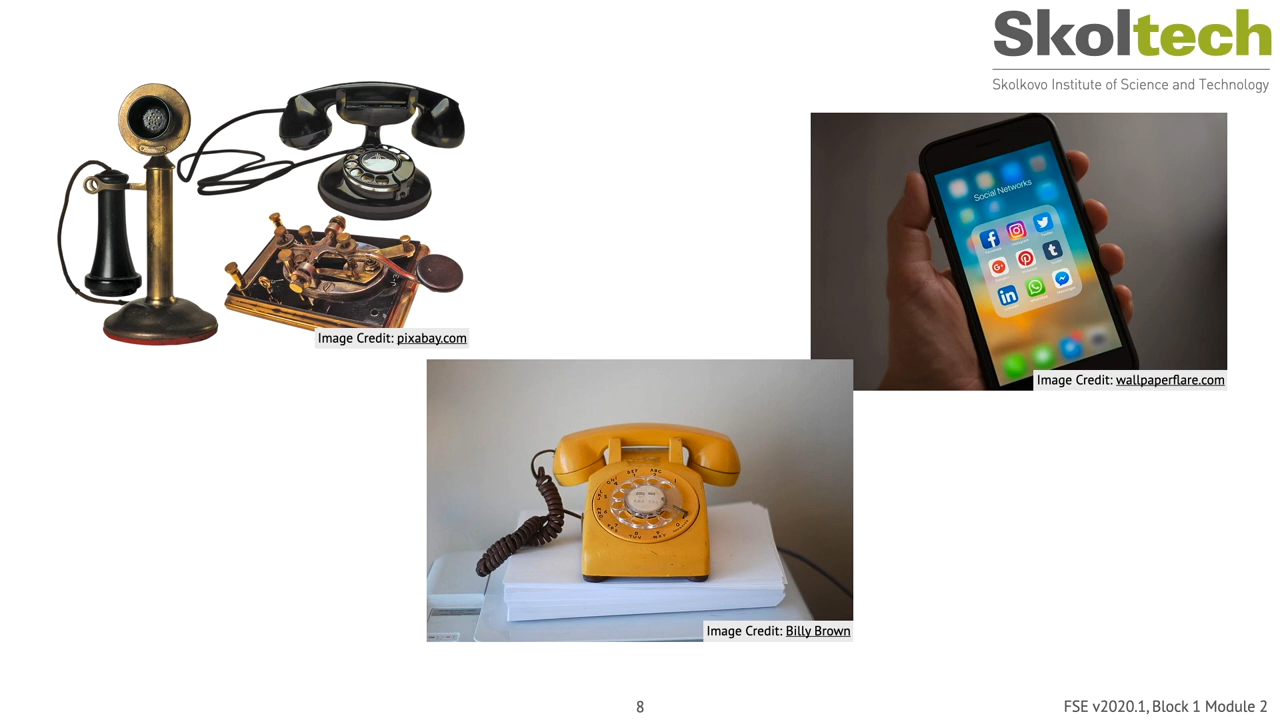 Skoltech
Skolkovo Institute of Science and Technology
Social Networks
Image Credit: pixabay.com
Image Credit: wallpaperflare.com
Image Credit: Billy Brown
8
FSE v2020.1, Block 1 Module 2